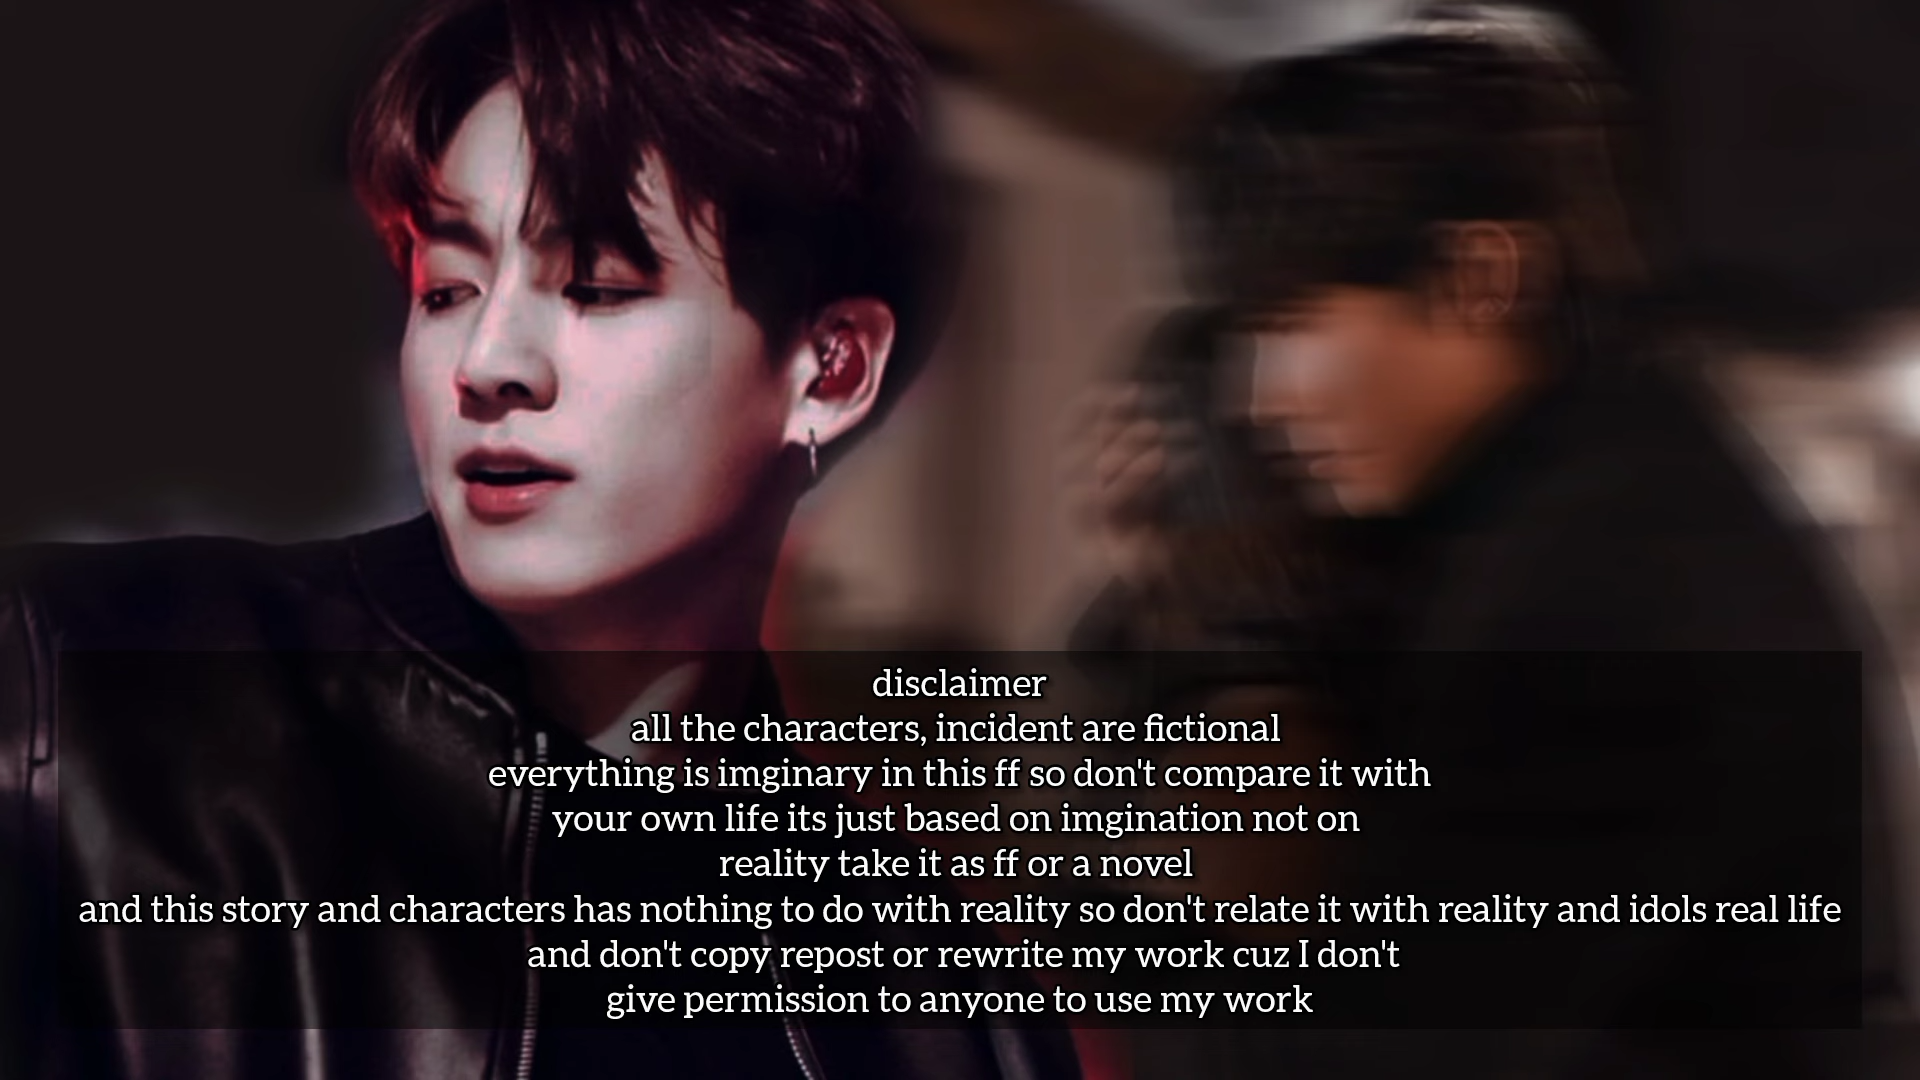 disclaimer
all the characters, incident are fictional
everything is imginary in this ff so don't compare it with
your own life its just based on imgination not on
reality take it as ff or a novel
and this story and characters has nothing to do with reality so don't relate it with reality and idols real life
and don't copy repost or rewrite my work cuz I don't
give permission to anyone to use my work